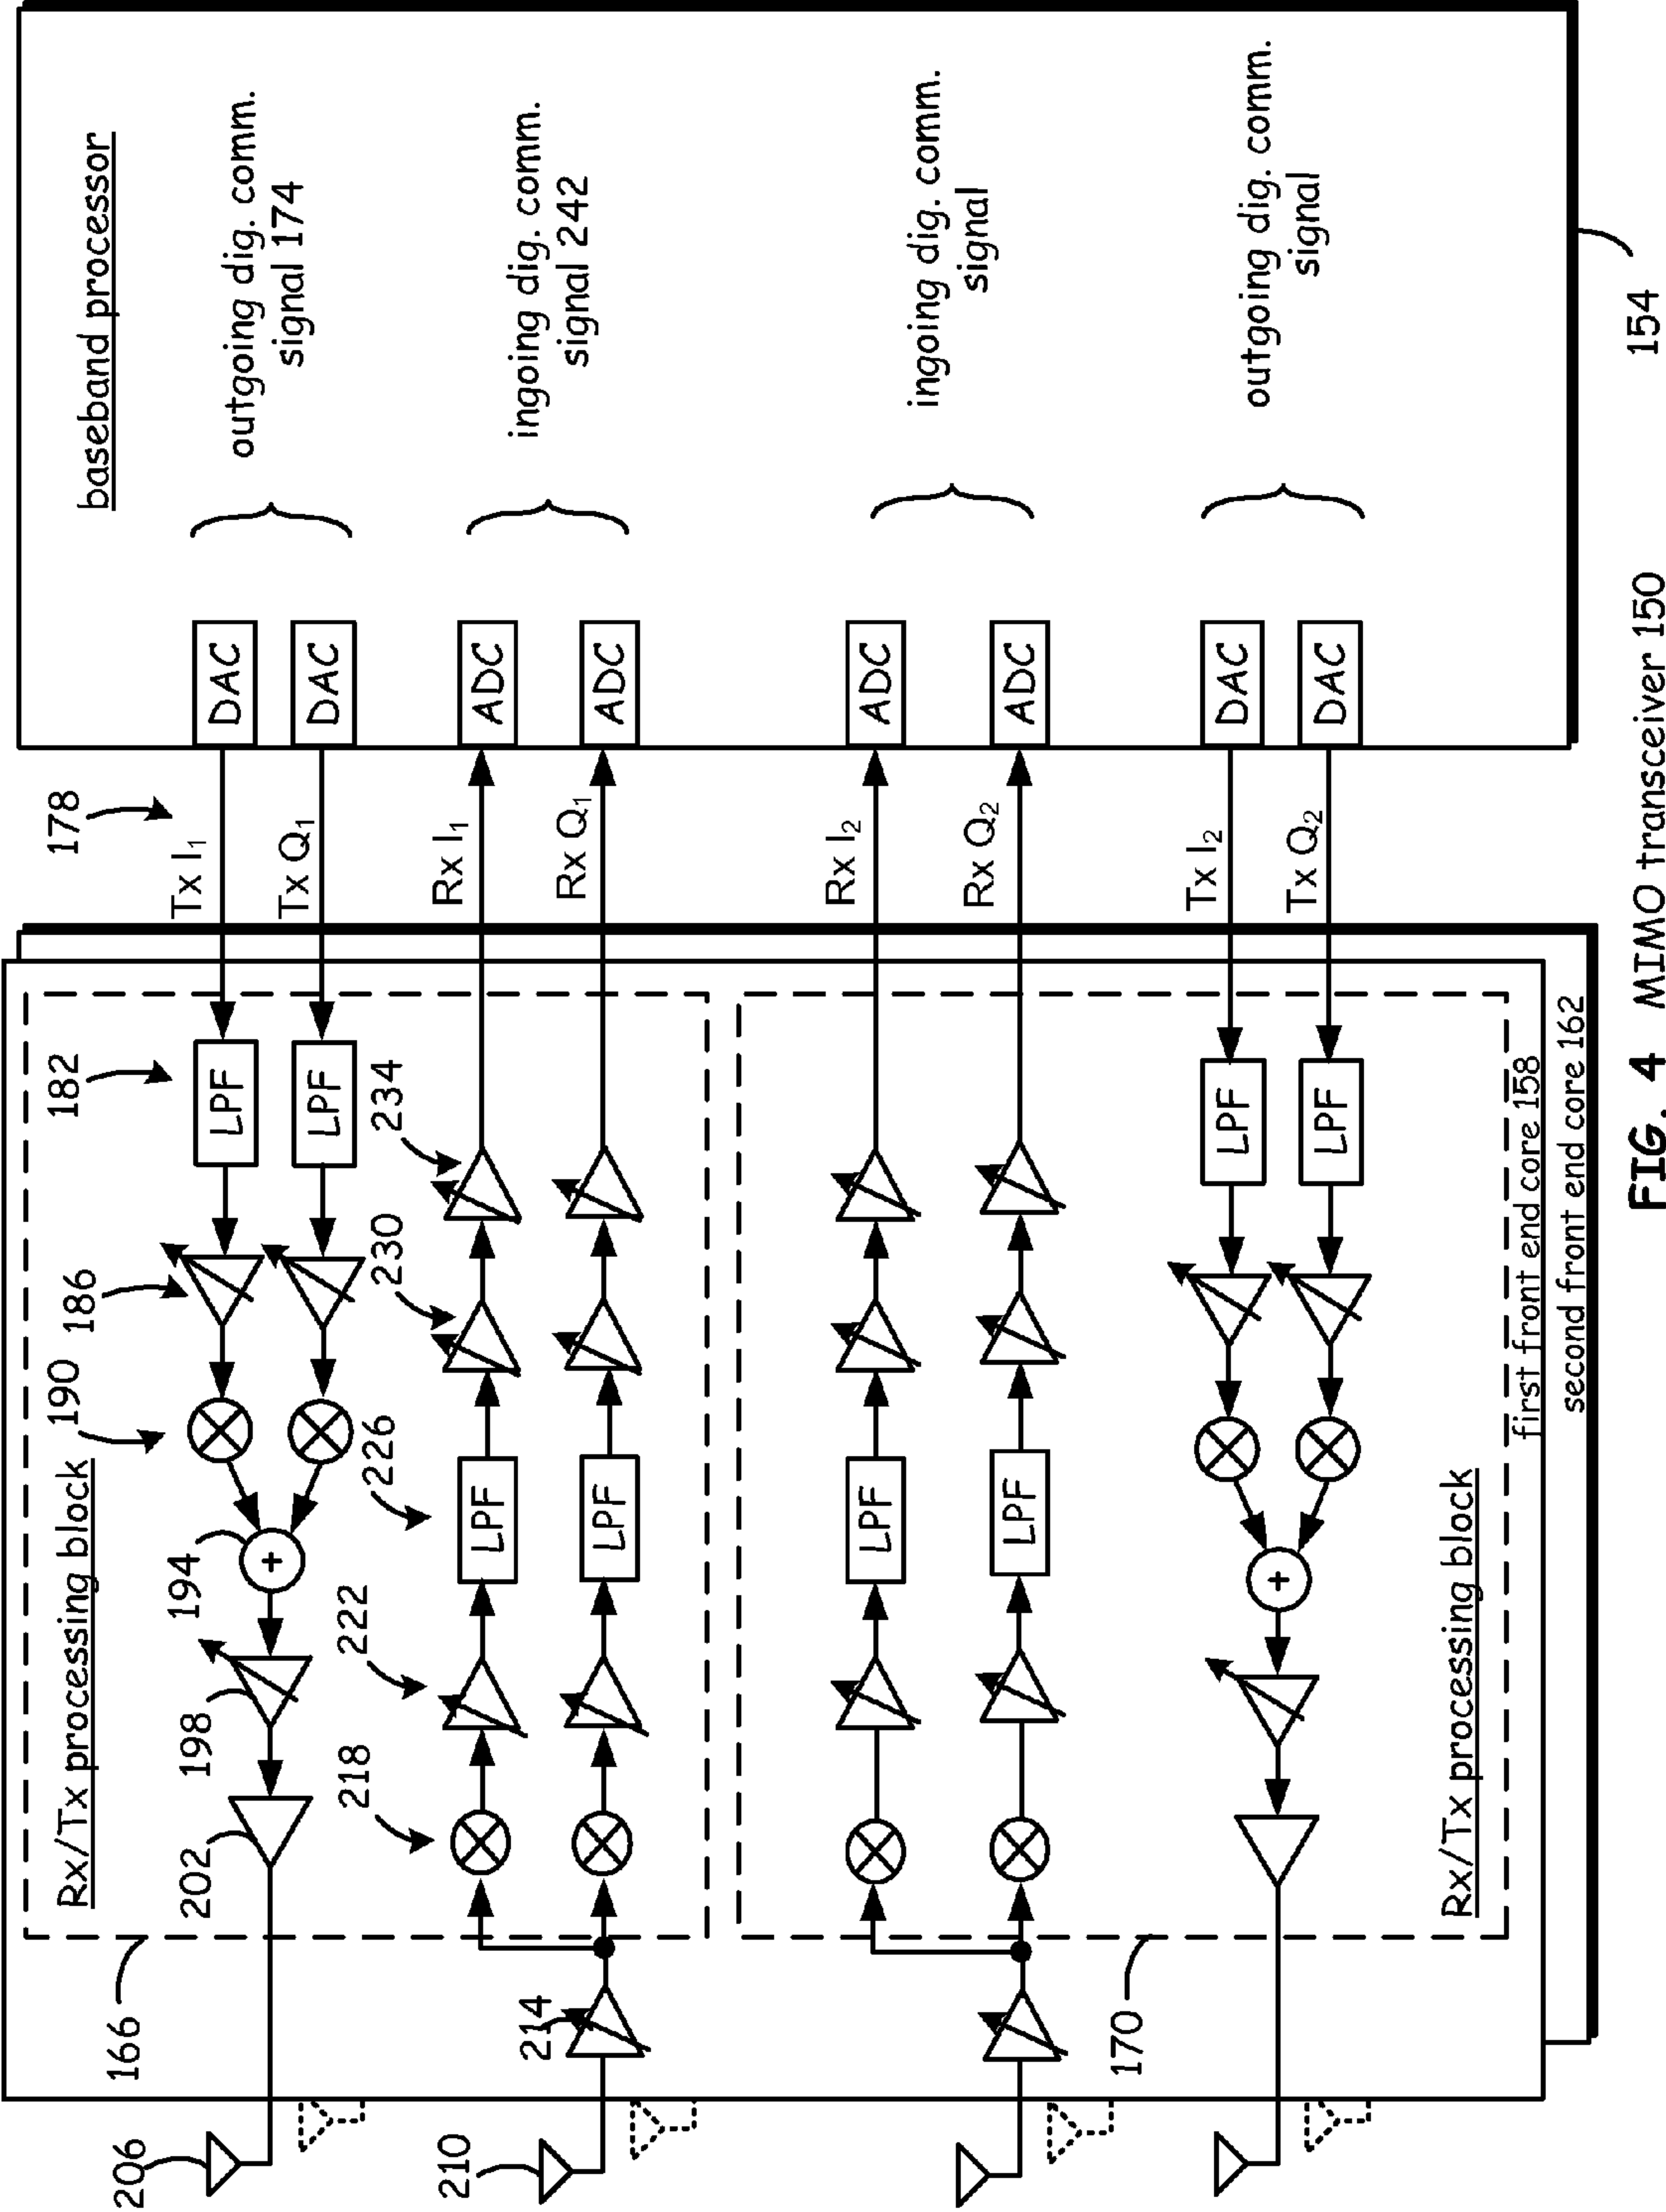 baseband processor
Rx/Tx processing block
166
206
202
198
194
190
186
182
178
Tx I1
DAC
LPF
outgoing dig. comm.
signal 174
+
Tx Q1
DAC
LPF
210
214
218
222
226
230
234
Rx I1
ADC
LPF
ingoing dig. comm.
signal 242
Rx Q1
ADC
LPF
Rx I2
ADC
LPF
ingoing dig. comm.
signal
Rx Q2
ADC
LPF
170
Tx I2
DAC
LPF
outgoing dig. comm.
signal
+
Tx Q2
DAC
LPF
Rx/Tx processing block
first front end core 158
second front end core 162
154
FIG. 4 MIMO transceiver 150